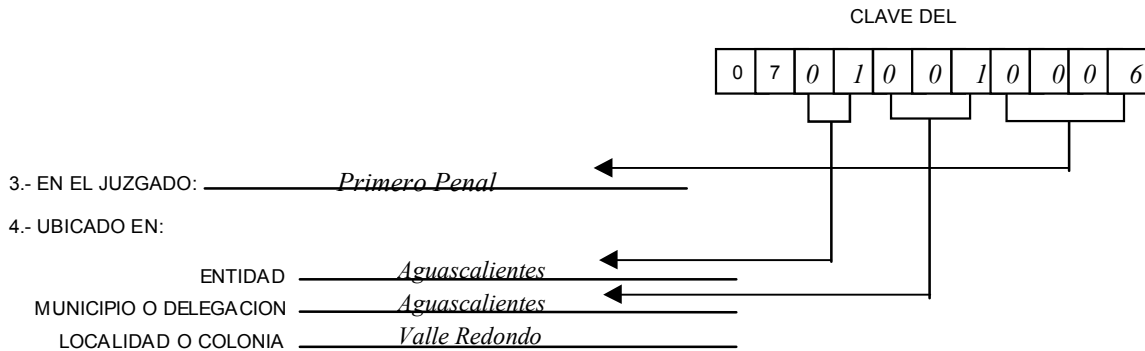 CLAVE DEL
0 7 0 1 0 0 1 0 0 0 6
3.- EN EL JUZGADO: Primero Penal
4.- UBICADO EN:
ENTIDAD Aguascalientes
MUNICIPIO O DELEGACION Aguascalientes
LOCALIDAD O COLONIA Valle Redondo